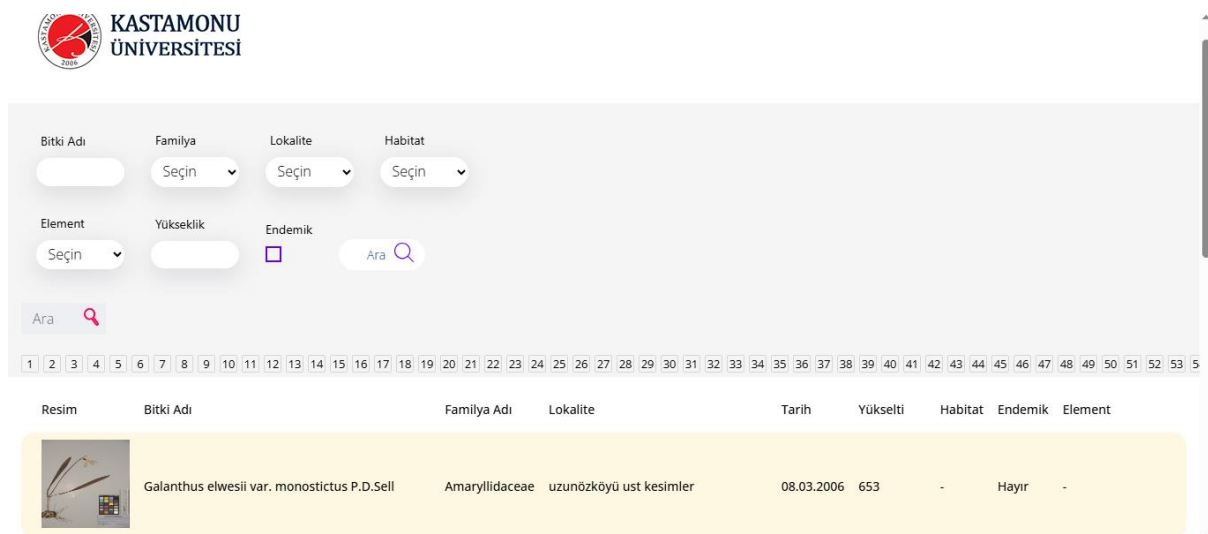 KASTAMONU
ÜNİVERSİTESİ
KASTAMONU ÜNİVERSİTESİ
2006
Bitki Adı Familya Lokalite Habitat
Seçin Seçin Seçin
Element Yükseklik Endemik
Seçin Ara
Ara
1 2 3 4 5 6 7 8 9 10 11 12 13 14 15 16 17 18 19 20 21 22 23 24 25 26 27 28 29 30 31 32 33 34 35 36 37 38 39 40 41 42 43 44 45 46 47 48 49 50 51 52 53
Resim Bitki Adı Familya Adı Lokalite Tarih Yükselti Habitat Endemik Element
Galanthus elwesii var. monostictus P.D.Sell Amaryllidaceae uzunözköyü ust kesimler 08.03.2006 653 - Hayır -